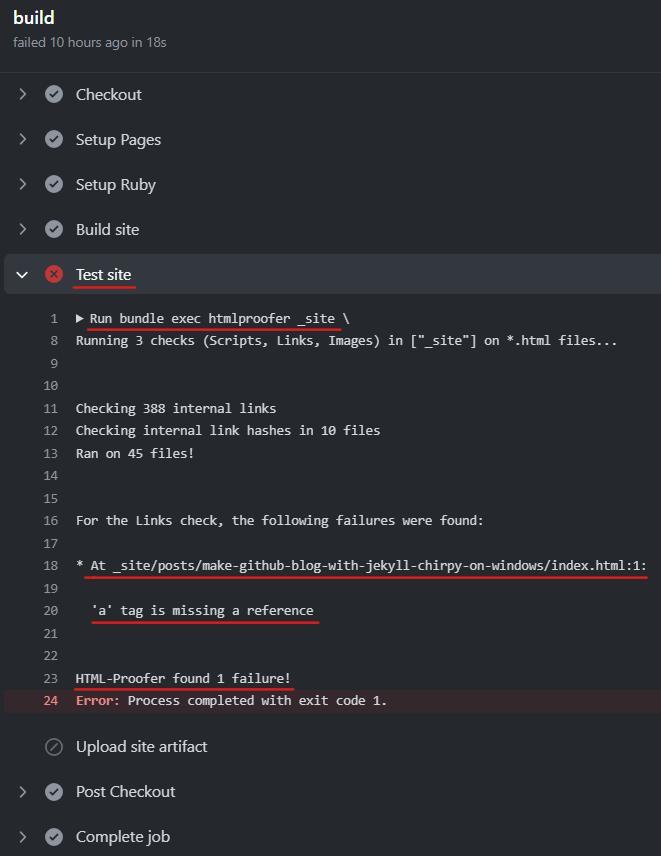 build
failed 10 hours ago in 18s
Checkout
Setup Pages
Setup Ruby
Build site
Test site
1 ▶ Run bundle exec htmlproofer _site \
8 Running 3 checks (Scripts, Links, Images) in ["_site"] on *.html files...
9
10
11 Checking 388 internal links
12 Checking internal link hashes in 10 files
13 Ran on 45 files!
14
15
16 For the Links check, the following failures were found:
17
18 * At _site/posts/make-github-blog-with-jekyll-chirpy-on-windows/index.html:1:
19
20 'a' tag is missing a reference
21
22
23 HTML-Proofer found 1 failure!
24 Error: Process completed with exit code 1.
Upload site artifact
Post Checkout
Complete job